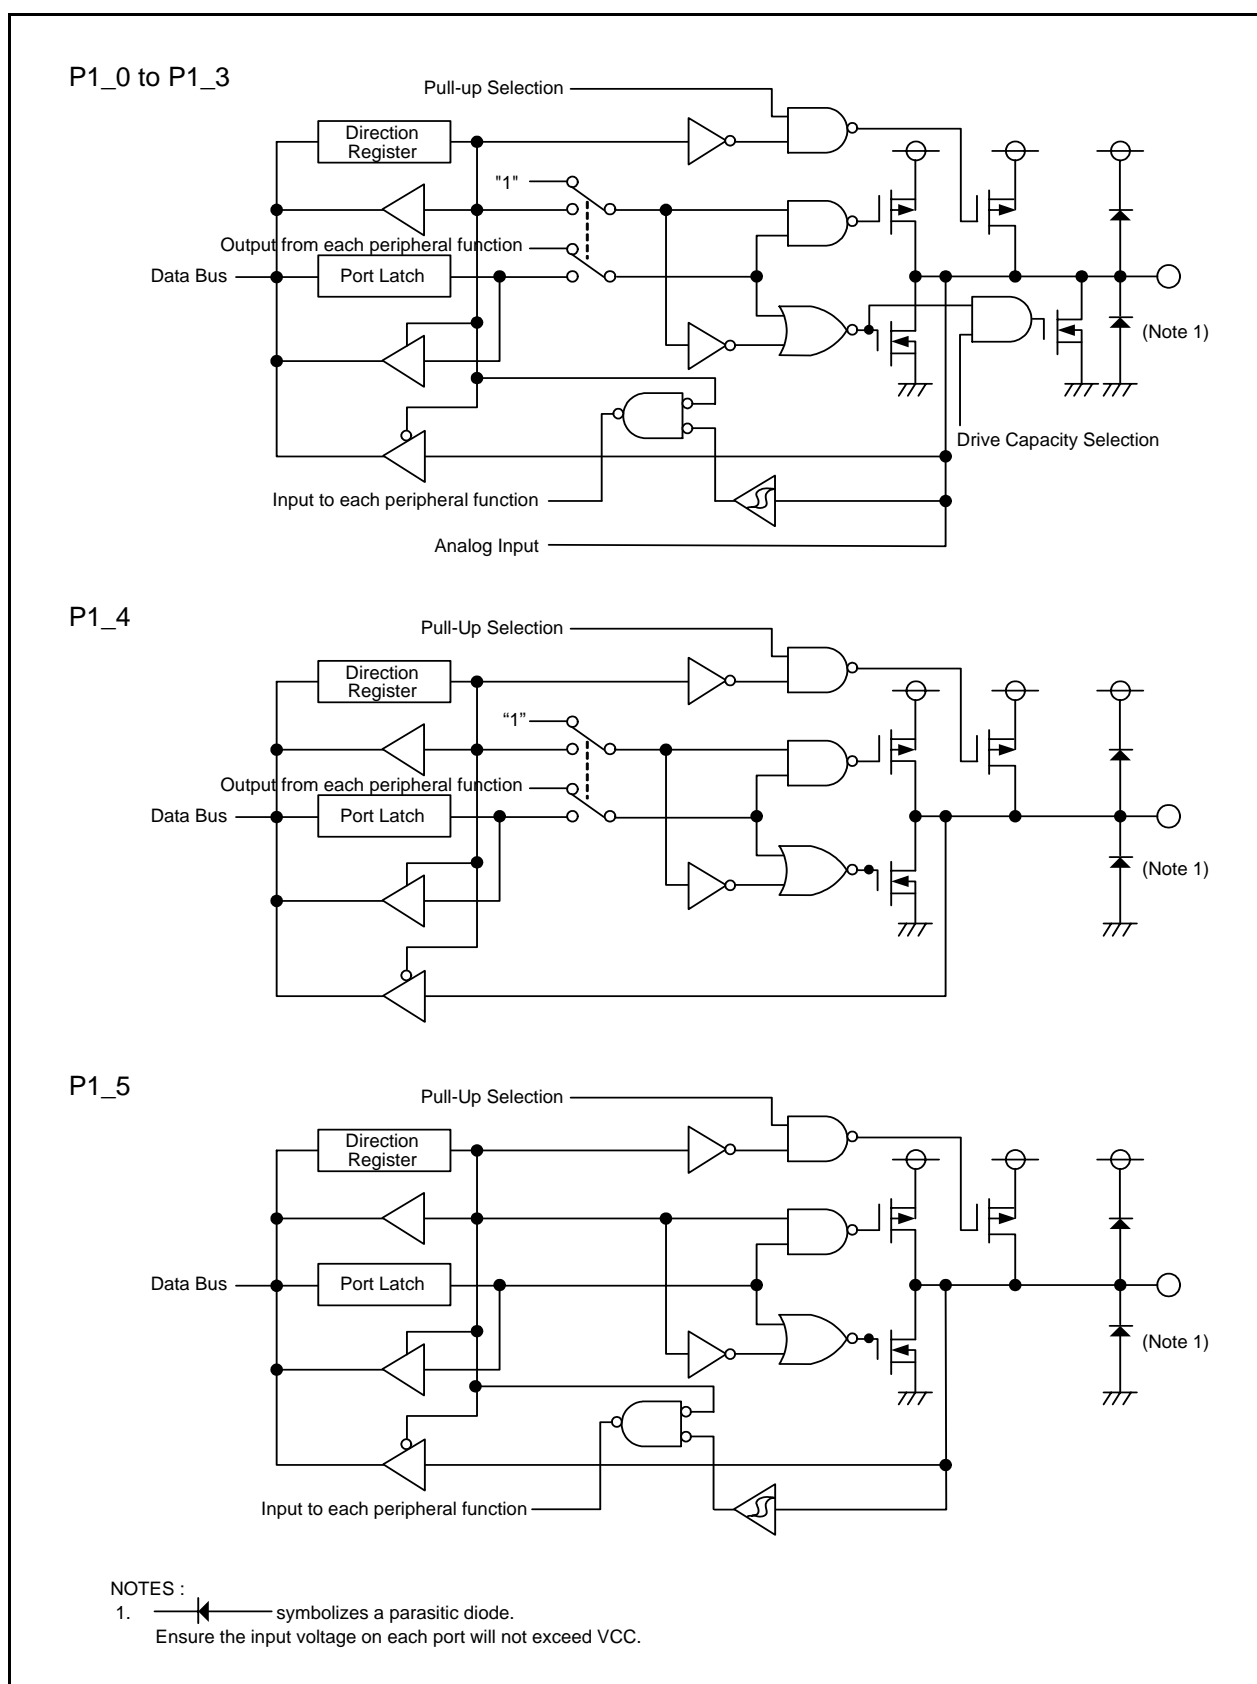 P1_0 to P1_3
Pull-up Selection
Direction
Register
"1"
Output from each peripheral function
Data Bus
Port Latch
(Note 1)
Drive Capacity Selection
Input to each peripheral function
Analog Input
P1_4
Pull-Up Selection
Direction
Register
“1”
Output from each peripheral function
Data Bus
Port Latch
(Note 1)
P1_5
Pull-Up Selection
Direction
Register
Data Bus
Port Latch
(Note 1)
Input to each peripheral function
NOTES :
1. symbolizes a parasitic diode.
Ensure the input voltage on each port will not exceed VCC.